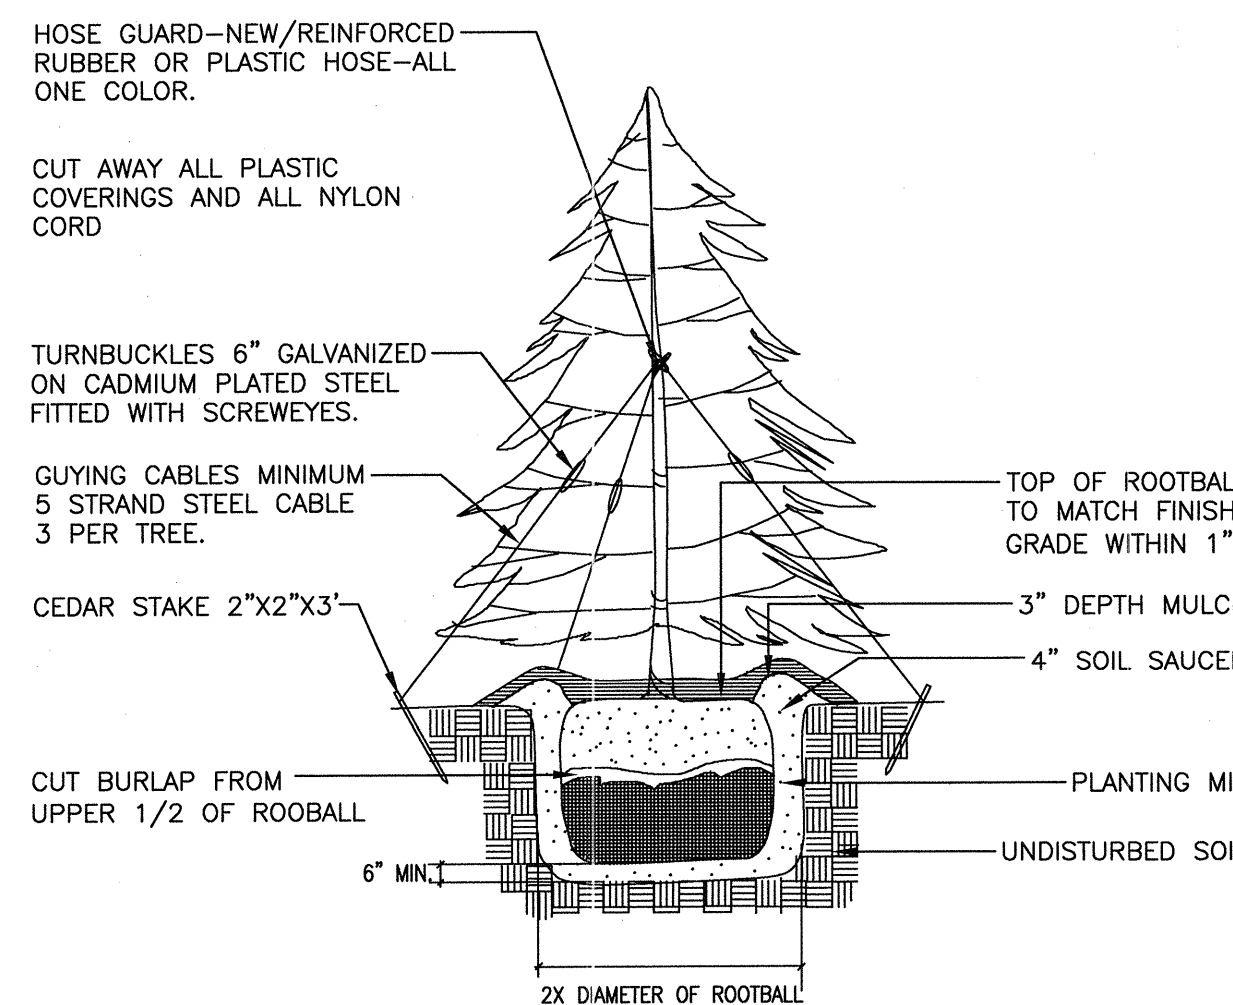 HOSE GUARD-NEW/REINFORCED
RUBBER OR PLASTIC HOSE-ALL
ONE COLOR.
CUT AWAY ALL PLASTIC
COVERINGS AND ALL NYLON
CORD
TURNBUCKLES 6" GALVANIZED
ON CADMIUM PLATED STEEL
FITTED WITH SCREWEYES.
GUYING CABLES MINIMUM
5 STRAND STEEL CABLE
3 PER TREE.
CEDAR STAKE 2"X2"X3'
CUT BURLAP FROM
UPPER 1/2 OF ROOBALL
6" MIN.
2X DIAMETER OF ROOTBALL
TOP OF ROOTBAL
TO MATCH FINISH
GRADE WITHIN 1"
3" DEPTH MULC
4" SOIL SAUCE
PLANTING MI
UNDISTURBED SOI